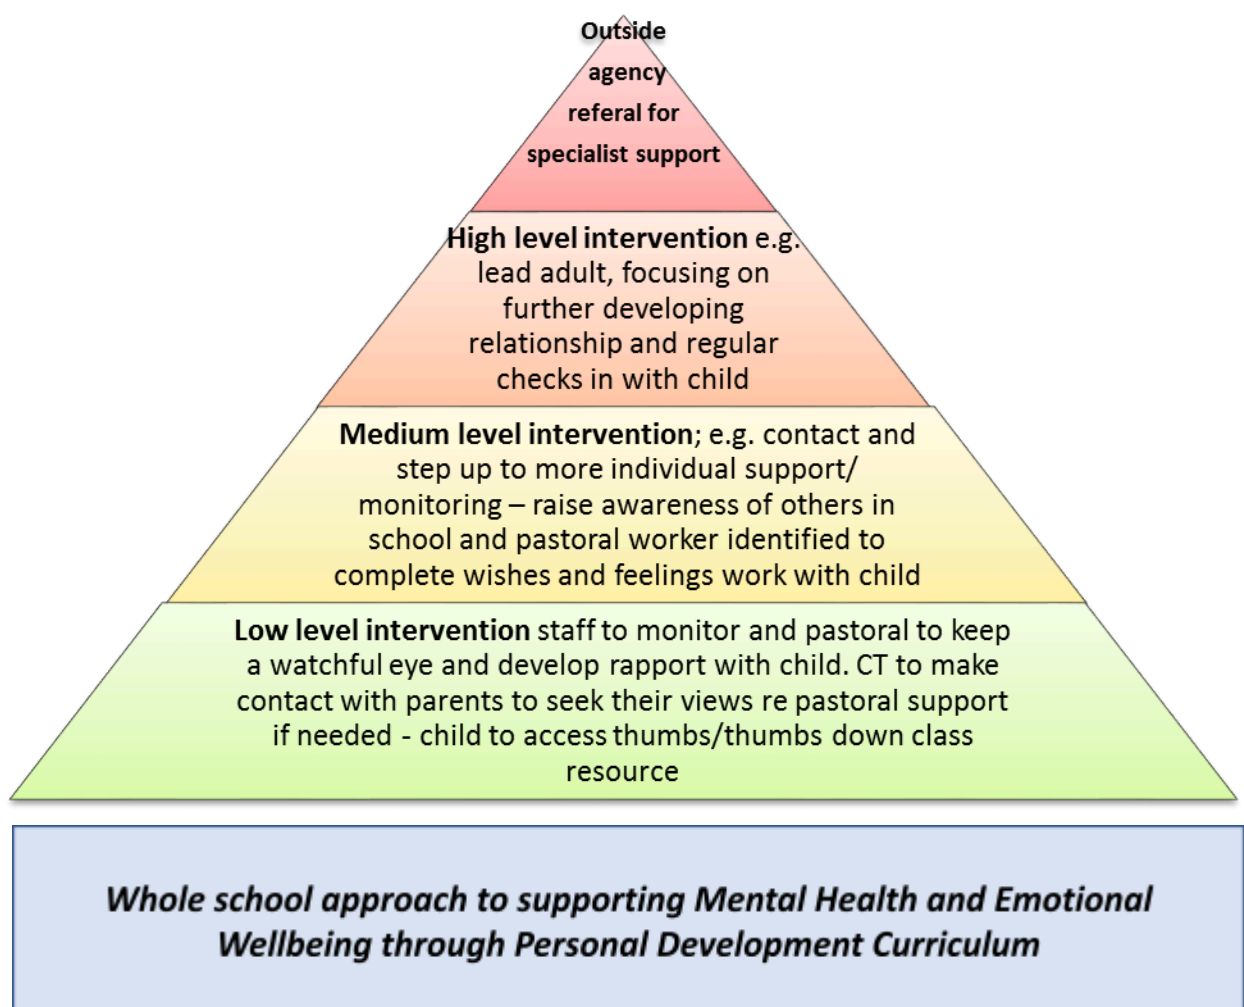 Outside
agency
referal for
specialist support
High level intervention e.g.
lead adult, focusing on
further developing
relationship and regular
checks in with child
Medium level intervention; e.g. contact and
step up to more individual support/
monitoring – raise awareness of others in
school and pastoral worker identified to
complete wishes and feelings work with child
Low level intervention staff to monitor and pastoral to keep
a watchful eye and develop rapport with child. CT to make
contact with parents to seek their views re pastoral support
if needed - child to access thumbs/thumbs down class
resource
Whole school approach to supporting Mental Health and Emotional
Wellbeing through Personal Development Curriculum